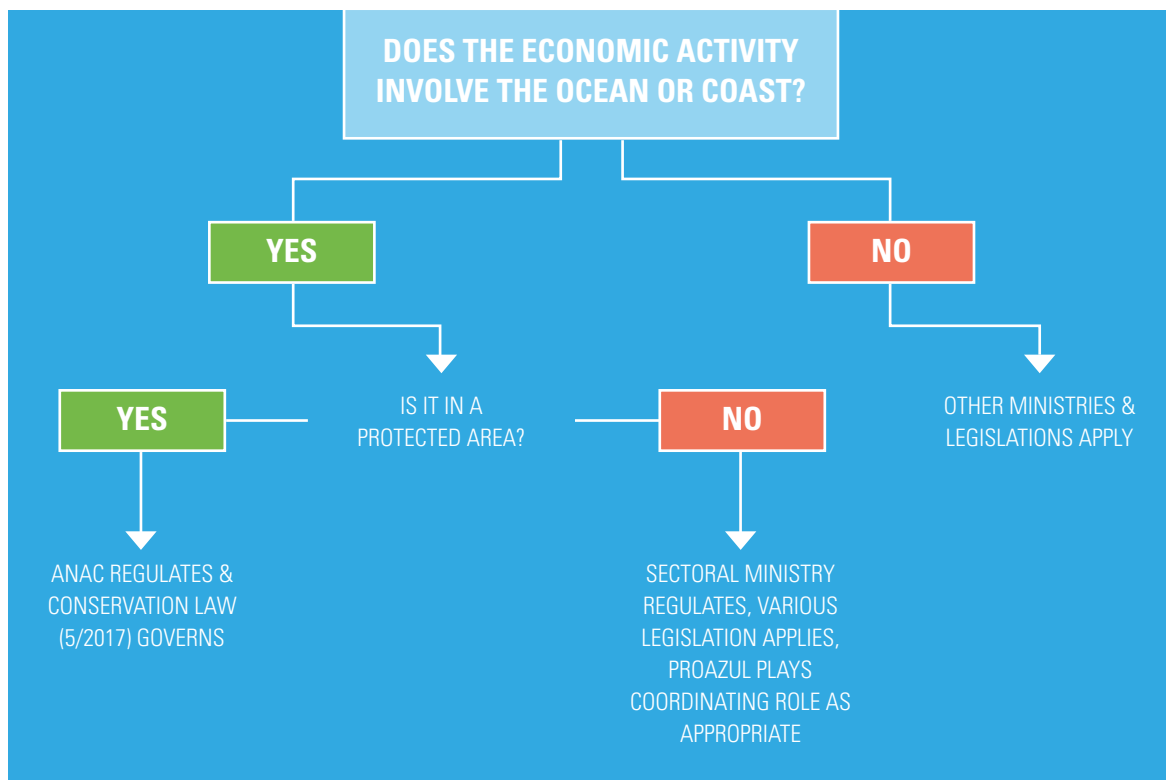 DOES THE ECONOMIC ACTIVITY
INVOLVE THE OCEAN OR COAST?
YES
NO
YES
IS IT IN A
PROTECTED AREA?
NO
OTHER MINISTRIES &
LEGISLATIONS APPLY
ANAC REGULATES &
CONSERVATION LAW
(5/2017) GOVERNS
SECTORAL MINISTRY
REGULATES, VARIOUS
LEGISLATION APPLIES,
PROAZUL PLAYS
COORDINATING ROLE AS
APPROPRIATE